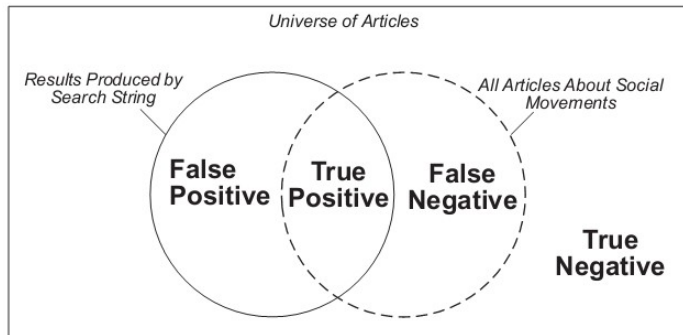 Universe of Articles
Results Produced by
Search String
All Articles About Social
Movements
False
Positive
True
Positive
False
Negative
True
Negative